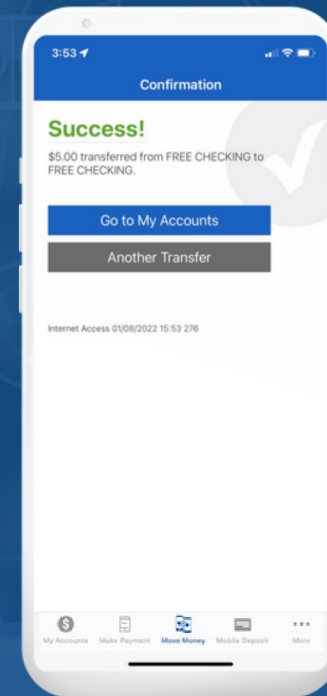 3:53
Confirmation
Success!
$5.00 transferred from FREE CHECKING to
FREE CHECKING.
Go to My Accounts
Another Transfer
Internet Access 01/08/2022 15:53 276
My Accounts Make Payment Move Money Mobile Deposit More